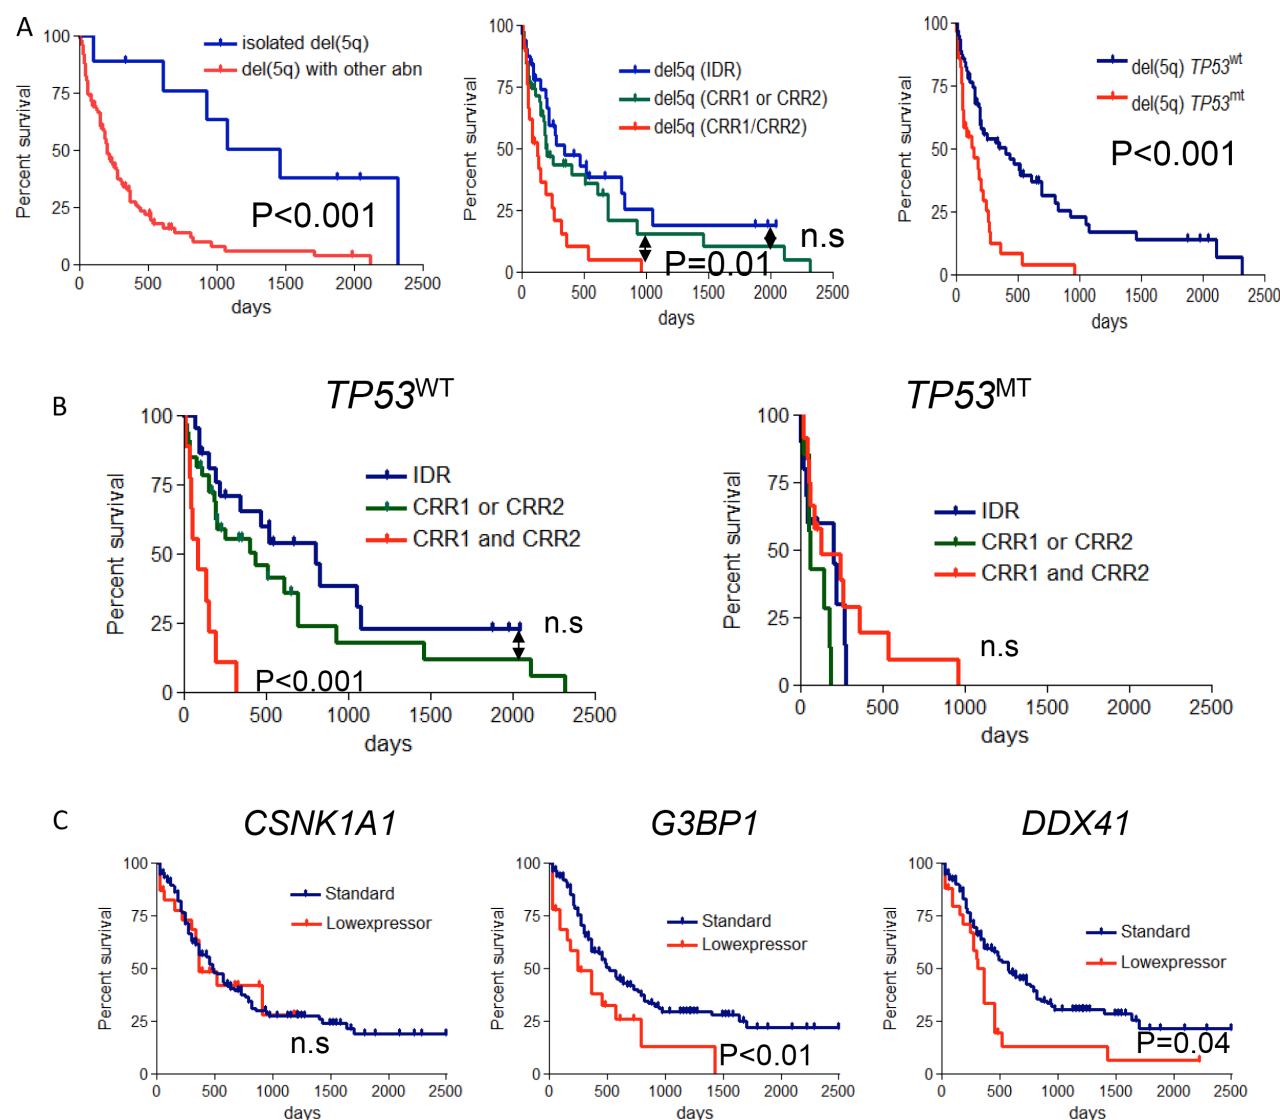 A
100
75
50
25
0
0 500 1000 1500 2000 2500
Percent survival
days
isolated del(5q)
del(5q) with other abn
P<0.001
100
75
50
25
0
0 500 1000 1500 2000 2500
Percent survival
days
del5q (IDR)
del5q (CRR1 or CRR2)
del5q (CRR1/CRR2)
n.s
P=0.01
100
75
50
25
0
0 500 1000 1500 2000 2500
Percent survival
days
del(5q) TP53wt
del(5q) TP53mt
P<0.001
B
TP53WT
100
75
50
25
0
0 500 1000 1500 2000 2500
Percent survival
days
IDR
CRR1 or CRR2
CRR1 and CRR2
n.s
P<0.001
TP53MT
100
75
50
25
0
0 500 1000 1500 2000 2500
Percent survival
days
IDR
CRR1 or CRR2
CRR1 and CRR2
n.s
C
CSNK1A1
100
75
50
25
0
0 500 1000 1500 2000 2500
Percent survival
days
Standard
Lowexpressor
n.s
G3BP1
100
75
50
25
0
0 500 1000 1500 2000 2500
Percent survival
days
Standard
Lowexpressor
P<0.01
DDX41
100
75
50
25
0
0 500 1000 1500 2000 2500
Percent survival
days
Standard
Lowexpressor
P=0.04